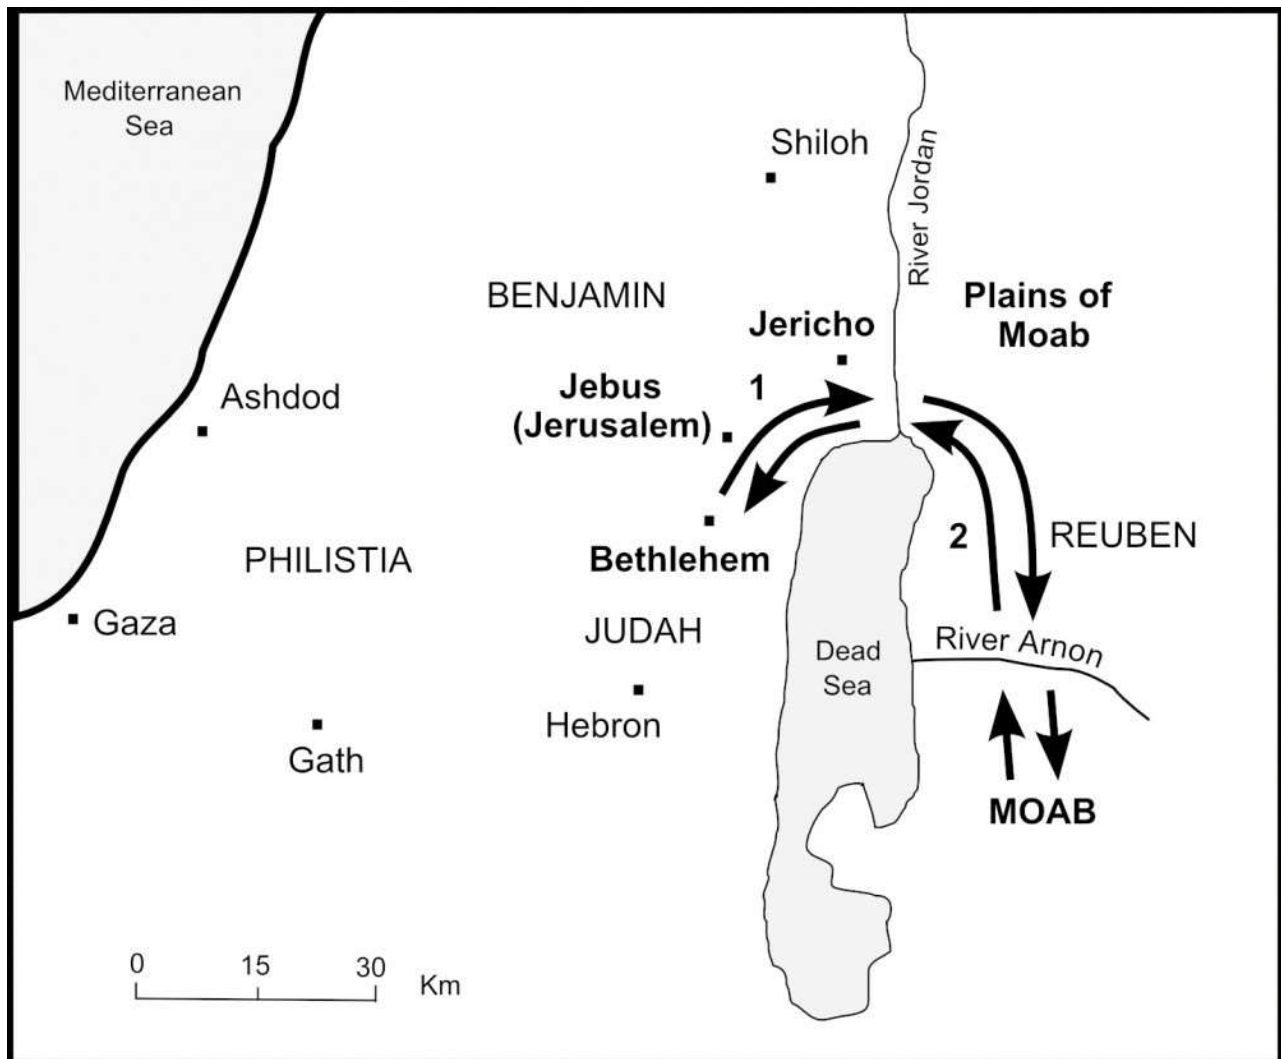 Mediterranean
Sea
Shiloh
River Jordan
BENJAMIN
Plains of
Moab
Jericho
Jebus
(Jerusalem)
1
Ashdod
Bethlehem
2
REUBEN
PHILISTIA
Gaza
JUDAH
River Arnon
Dead
Sea
Hebron
Gath
MOAB
0 15 30
Km